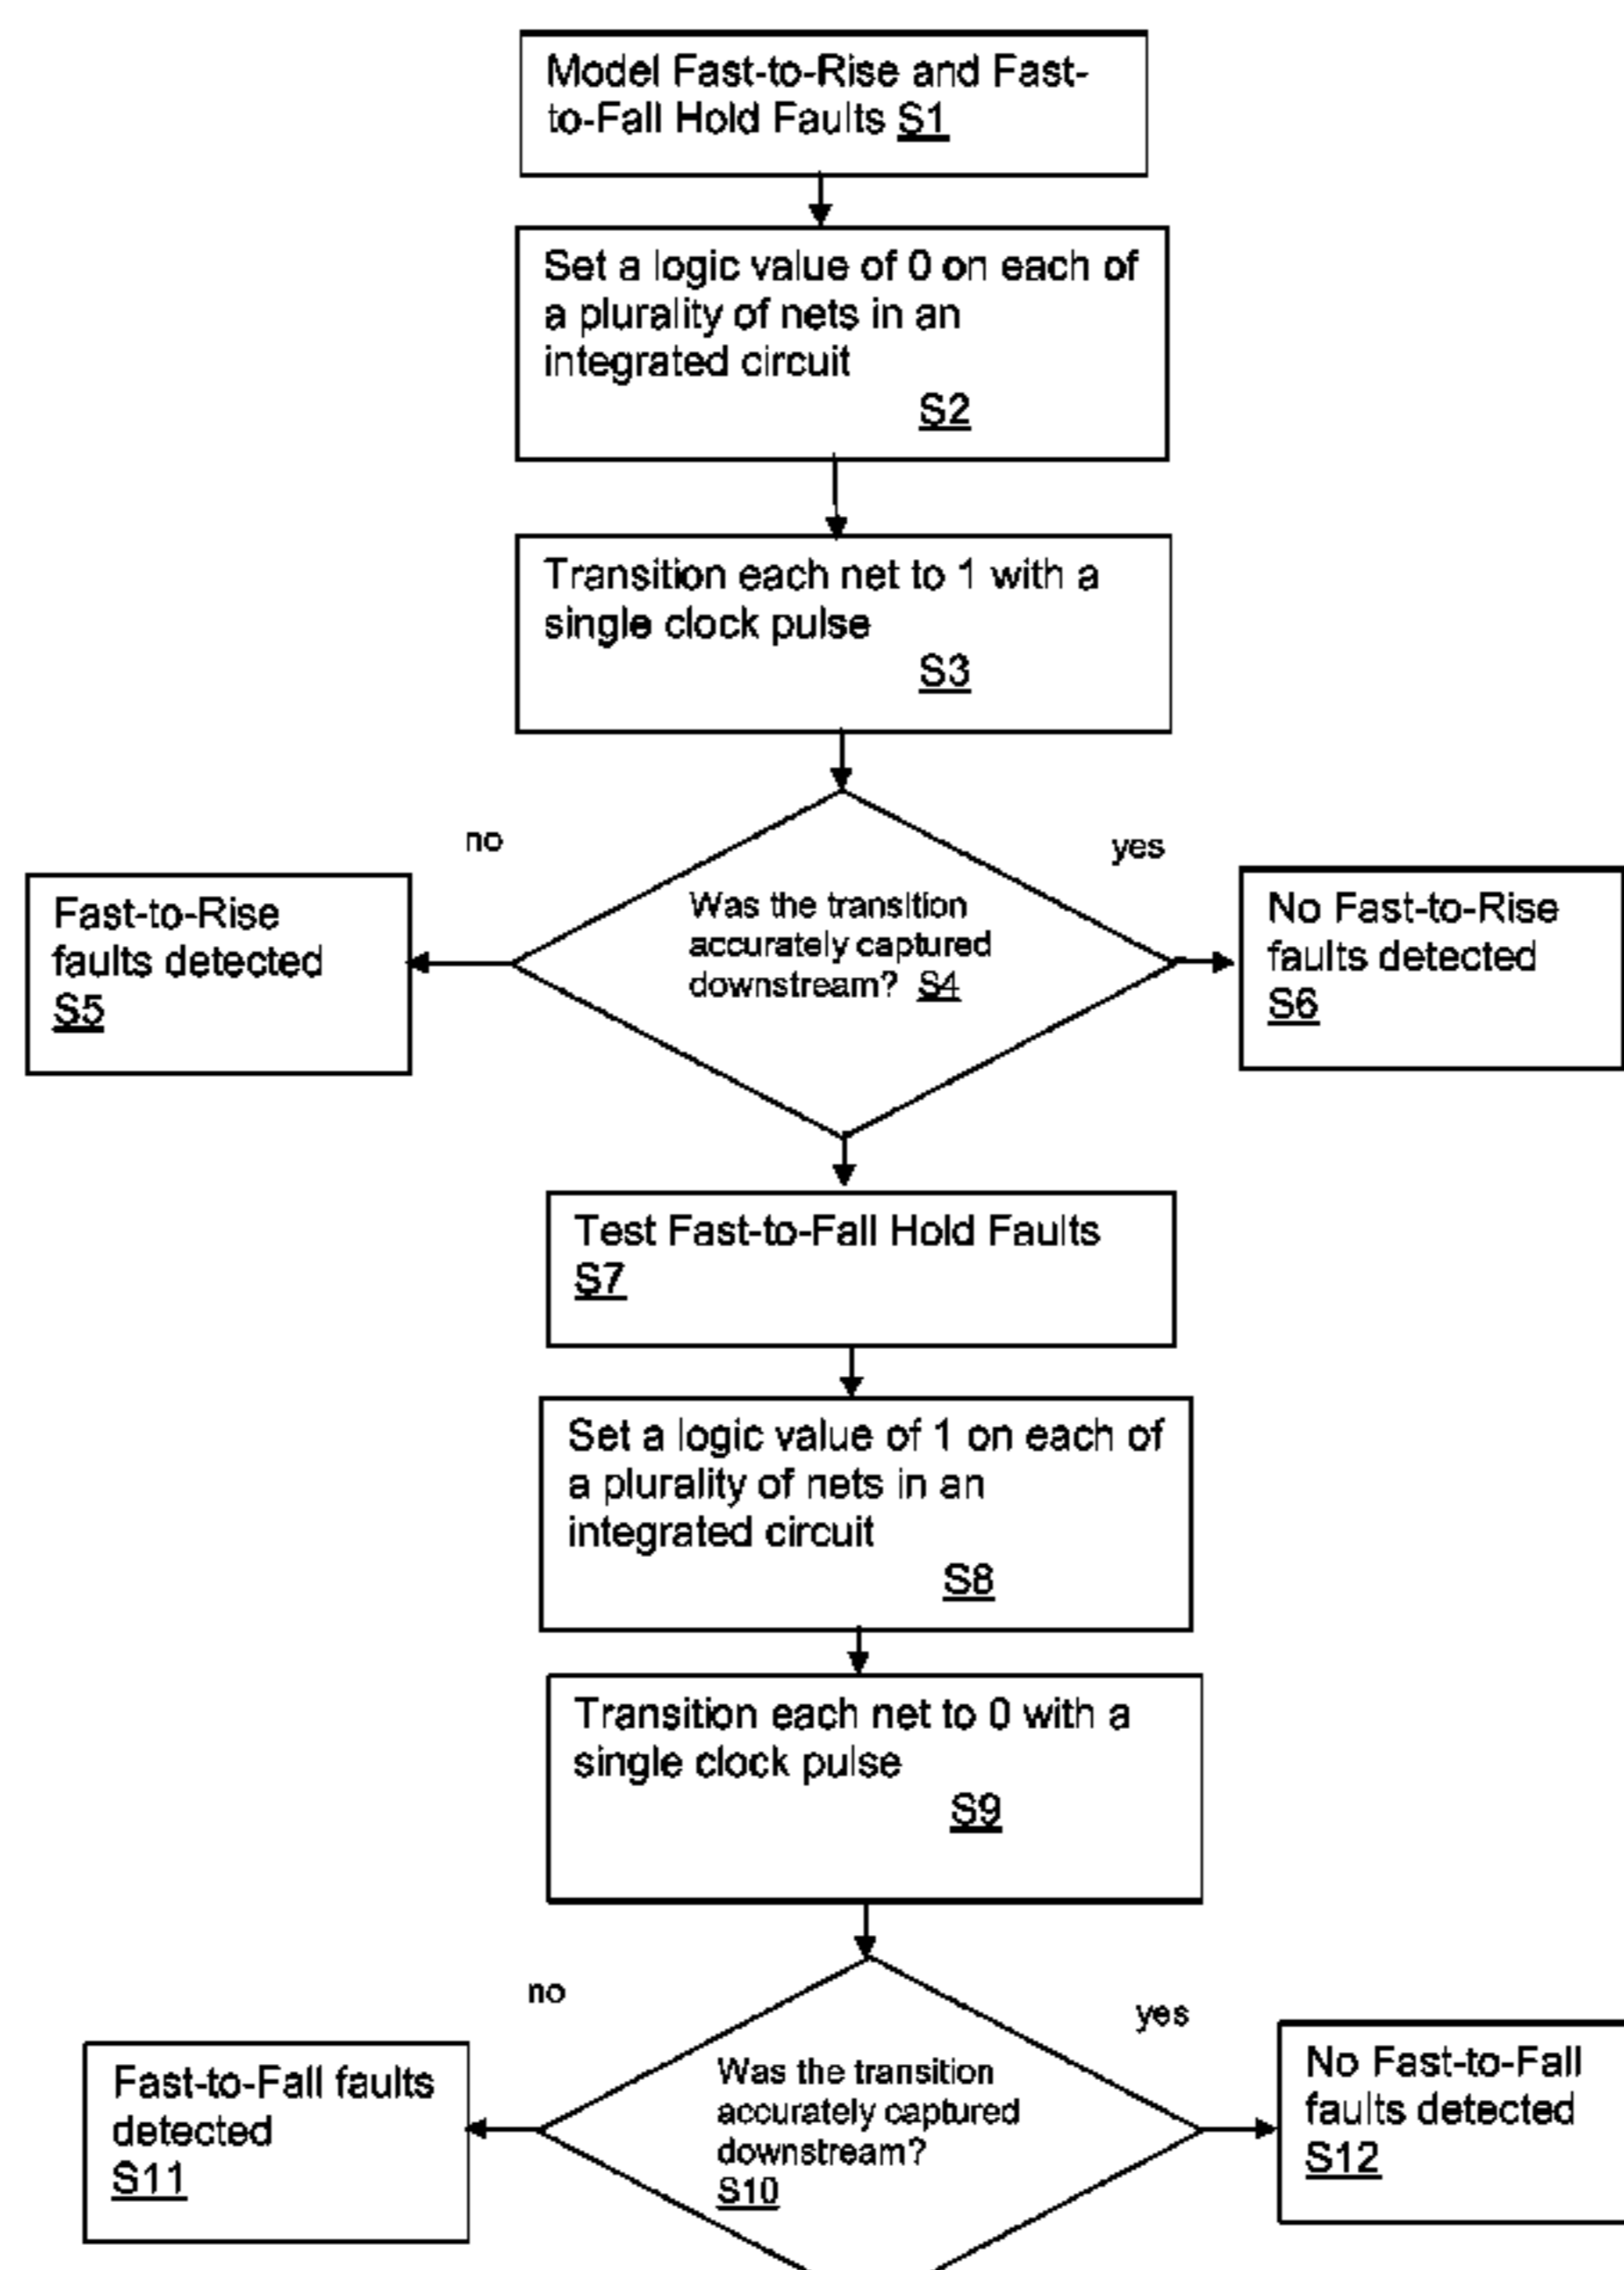 Model Fast-to-Rise and Fast-
to-Fall Hold Faults S1
Set a logic value of 0 on each of
a plurality of nets in an
integrated circuit
S2
Transition each net to 1 with a
single clock pulse
S3
no
yes
Fast-to-Rise
faults detected
S5
Was the transition
accurately captured
downstream? S4
No Fast-to-Rise
faults detected
S6
Test Fast-to-Fall Hold Faults
S7
Set a logic value of 1 on each of
a plurality of nets in an
integrated circuit
S8
Transition each net to 0 with a
single clock pulse
S9
no
yes
Fast-to-Fall faults
detected
S11
Was the transition
accurately captured
downstream?
S10
No Fast-to-Fall
faults detected
S12